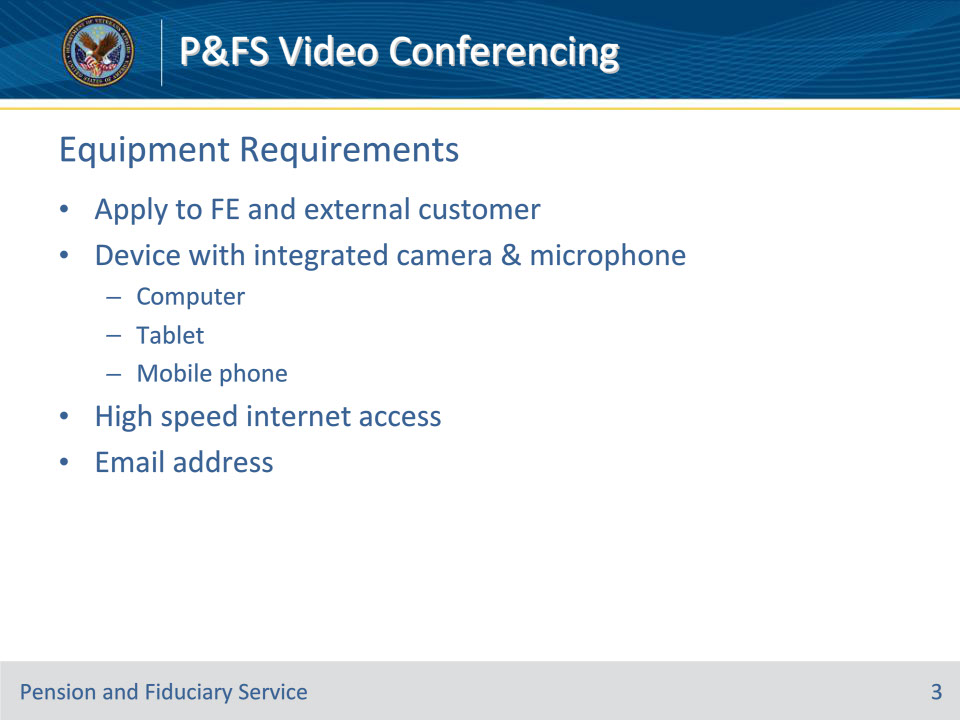 P&FS Video Conferencing
Equipment Requirements
• Apply to FE and external customer
• Device with integrated camera & microphone
– Computer
– Tablet
– Mobile phone
• High speed internet access
• Email address
Pension and Fiduciary Service
3